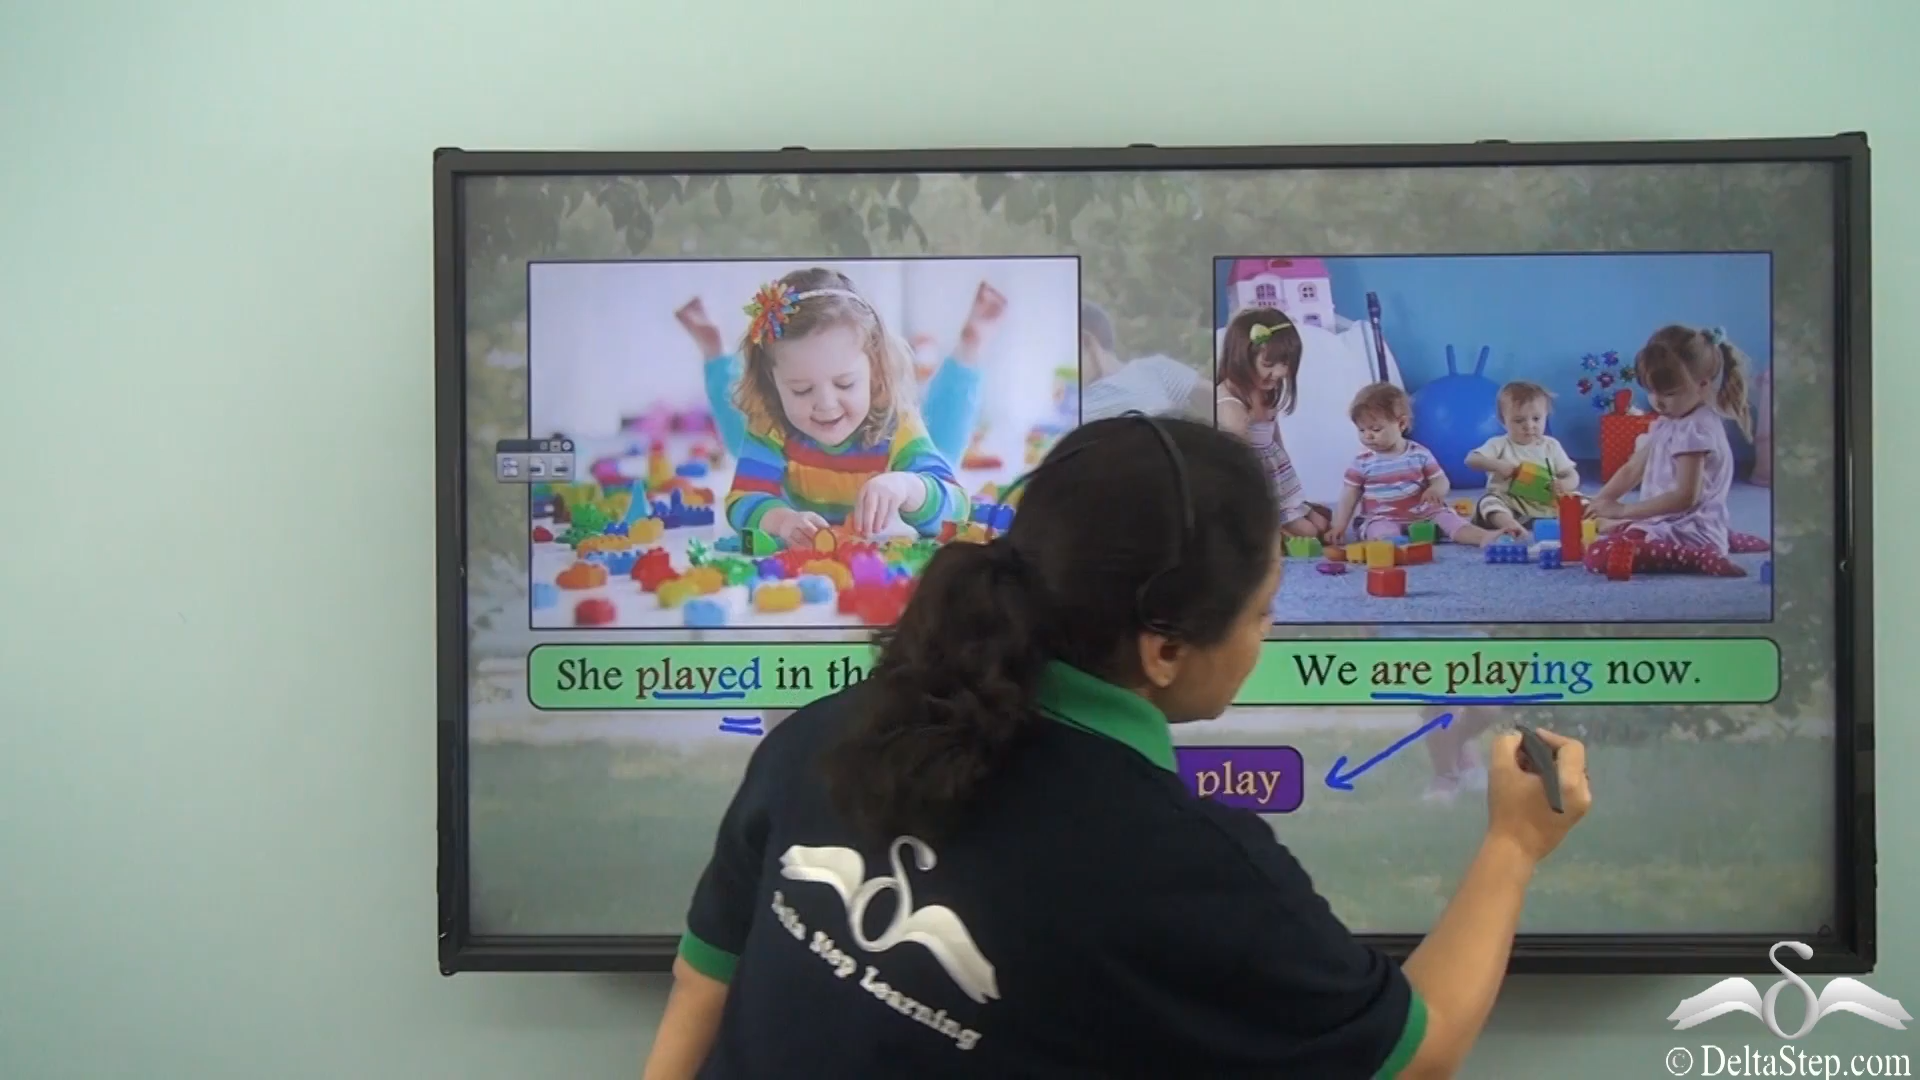 She played in the
We are playing now.
play
Delta Step Learning
© DeltaStep.com